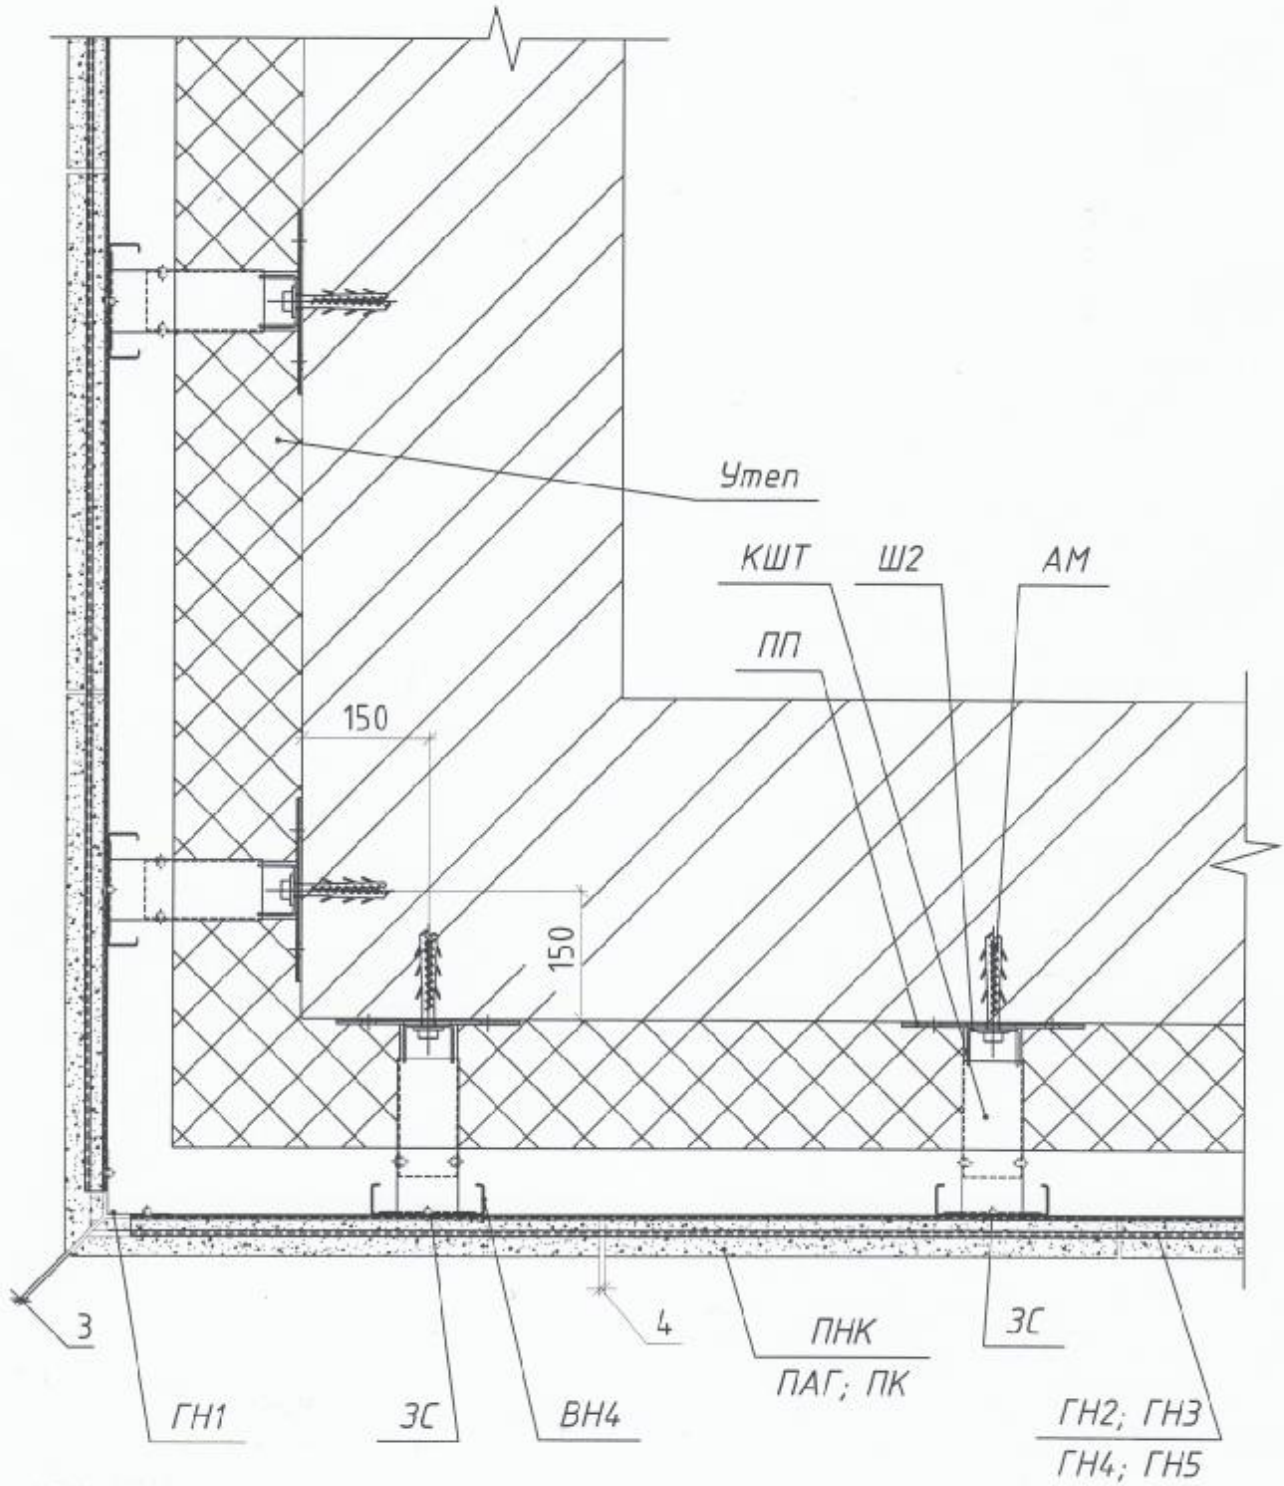 Утеп
КШТ Ш2 АМ
ПП
150
150
3 4 ПНК ЗС
ПАГ; ПК
ГН1 ЗС ВН4 ГН2; ГН3
ГН4; ГН5